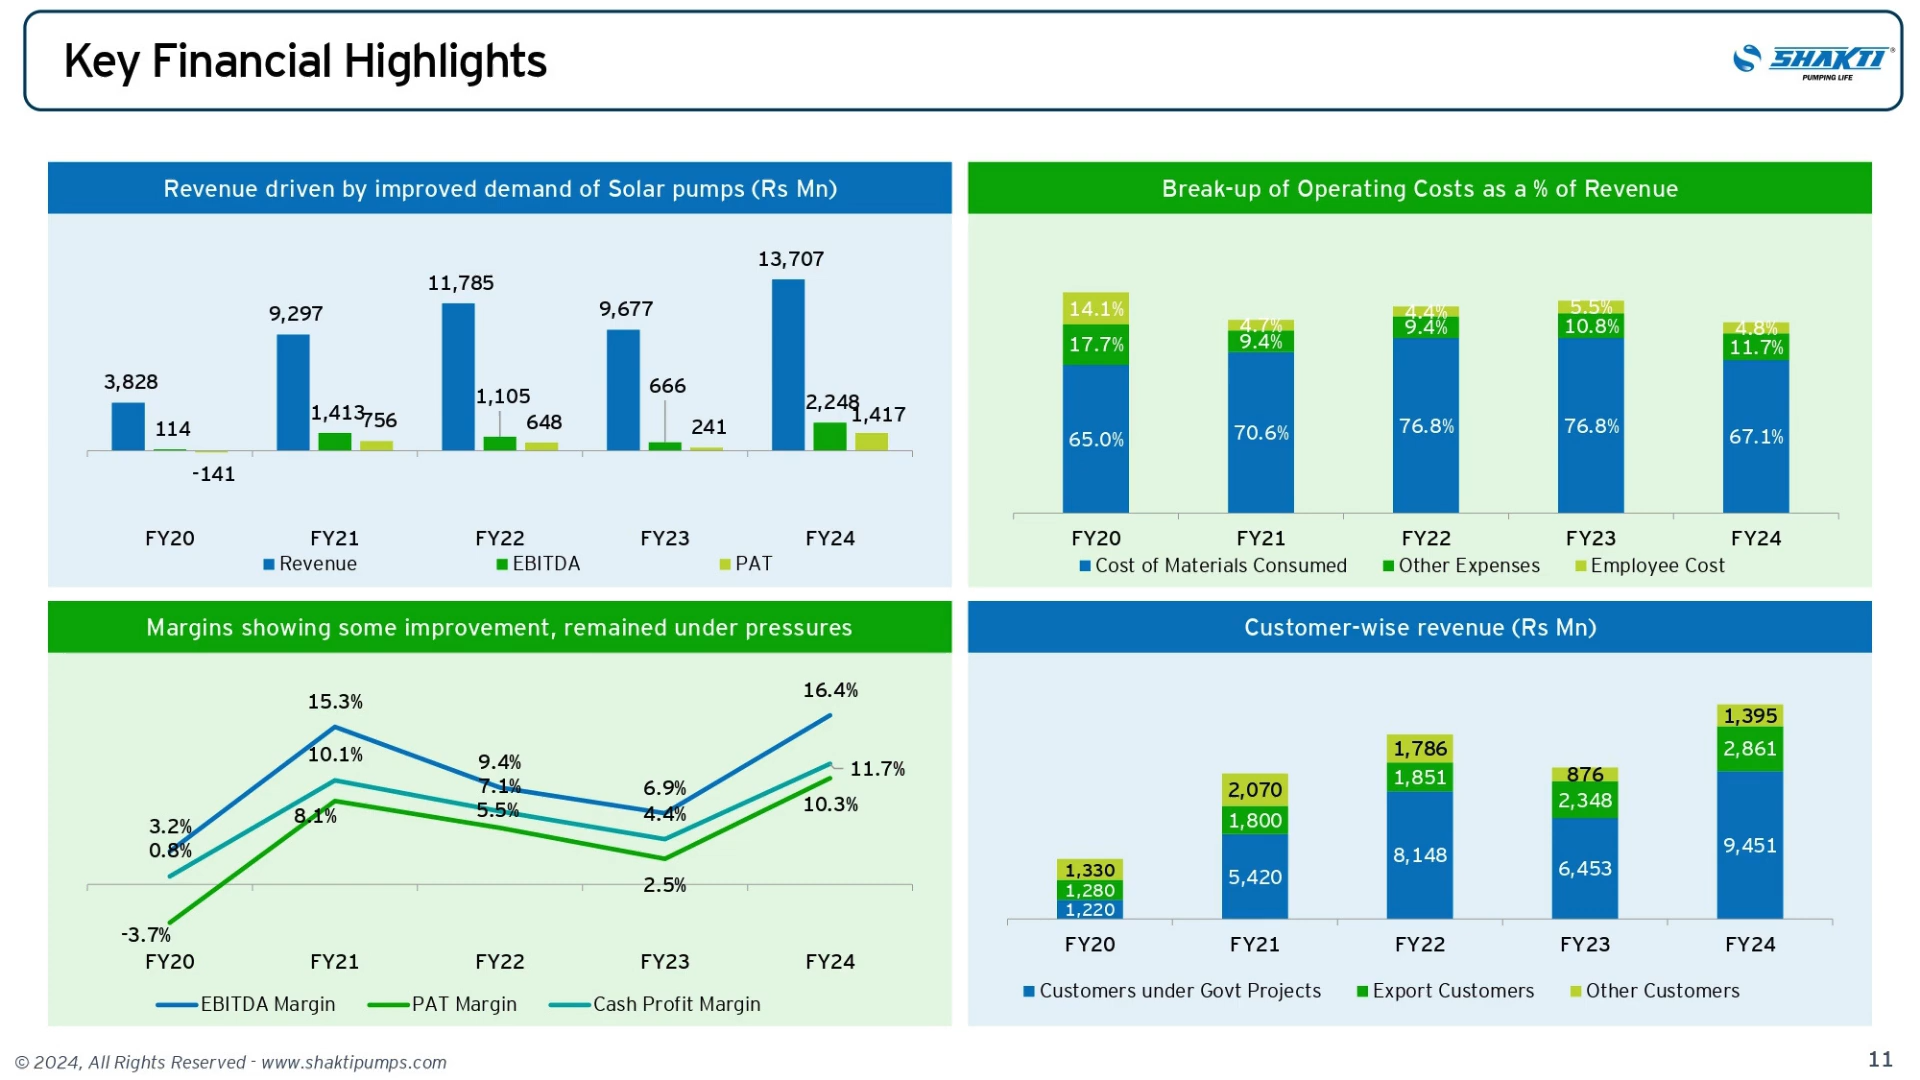 Key Financial Highlights
SHAKTI®
PUMPING LIFE
Revenue driven by improved demand of Solar pumps (Rs Mn)
13,707
11,785
9,297
9,677
3,828
114
-141
1,413
756
1,105
648
666
241
2,248
1,417
FY20 FY21 FY22 FY23 FY24
Revenue EBITDA PAT
Break-up of Operating Costs as a % of Revenue
14.1% 4.7% 4.4% 5.5% 4.8%
17.7% 9.4% 9.4% 10.8% 11.7%
65.0% 70.6% 76.8% 76.8% 67.1%
FY20 FY21 FY22 FY23 FY24
Cost of Materials Consumed Other Expenses Employee Cost
Margins showing some improvement, remained under pressures
3.2% 15.3% 9.4% 6.9% 16.4%
0.8% 10.1% 7.1% 4.4% 11.7%
-3.7% 8.1% 5.5% 2.5% 10.3%
FY20 FY21 FY22 FY23 FY24
EBITDA Margin PAT Margin Cash Profit Margin
Customer-wise revenue (Rs Mn)
1,330 2,070 1,786 876 1,395
1,280 1,800 1,851 2,348 2,861
1,220 5,420 8,148 6,453 9,451
FY20 FY21 FY22 FY23 FY24
Customers under Govt Projects Export Customers Other Customers
© 2024, All Rights Reserved - www.shaktipumps.com
11